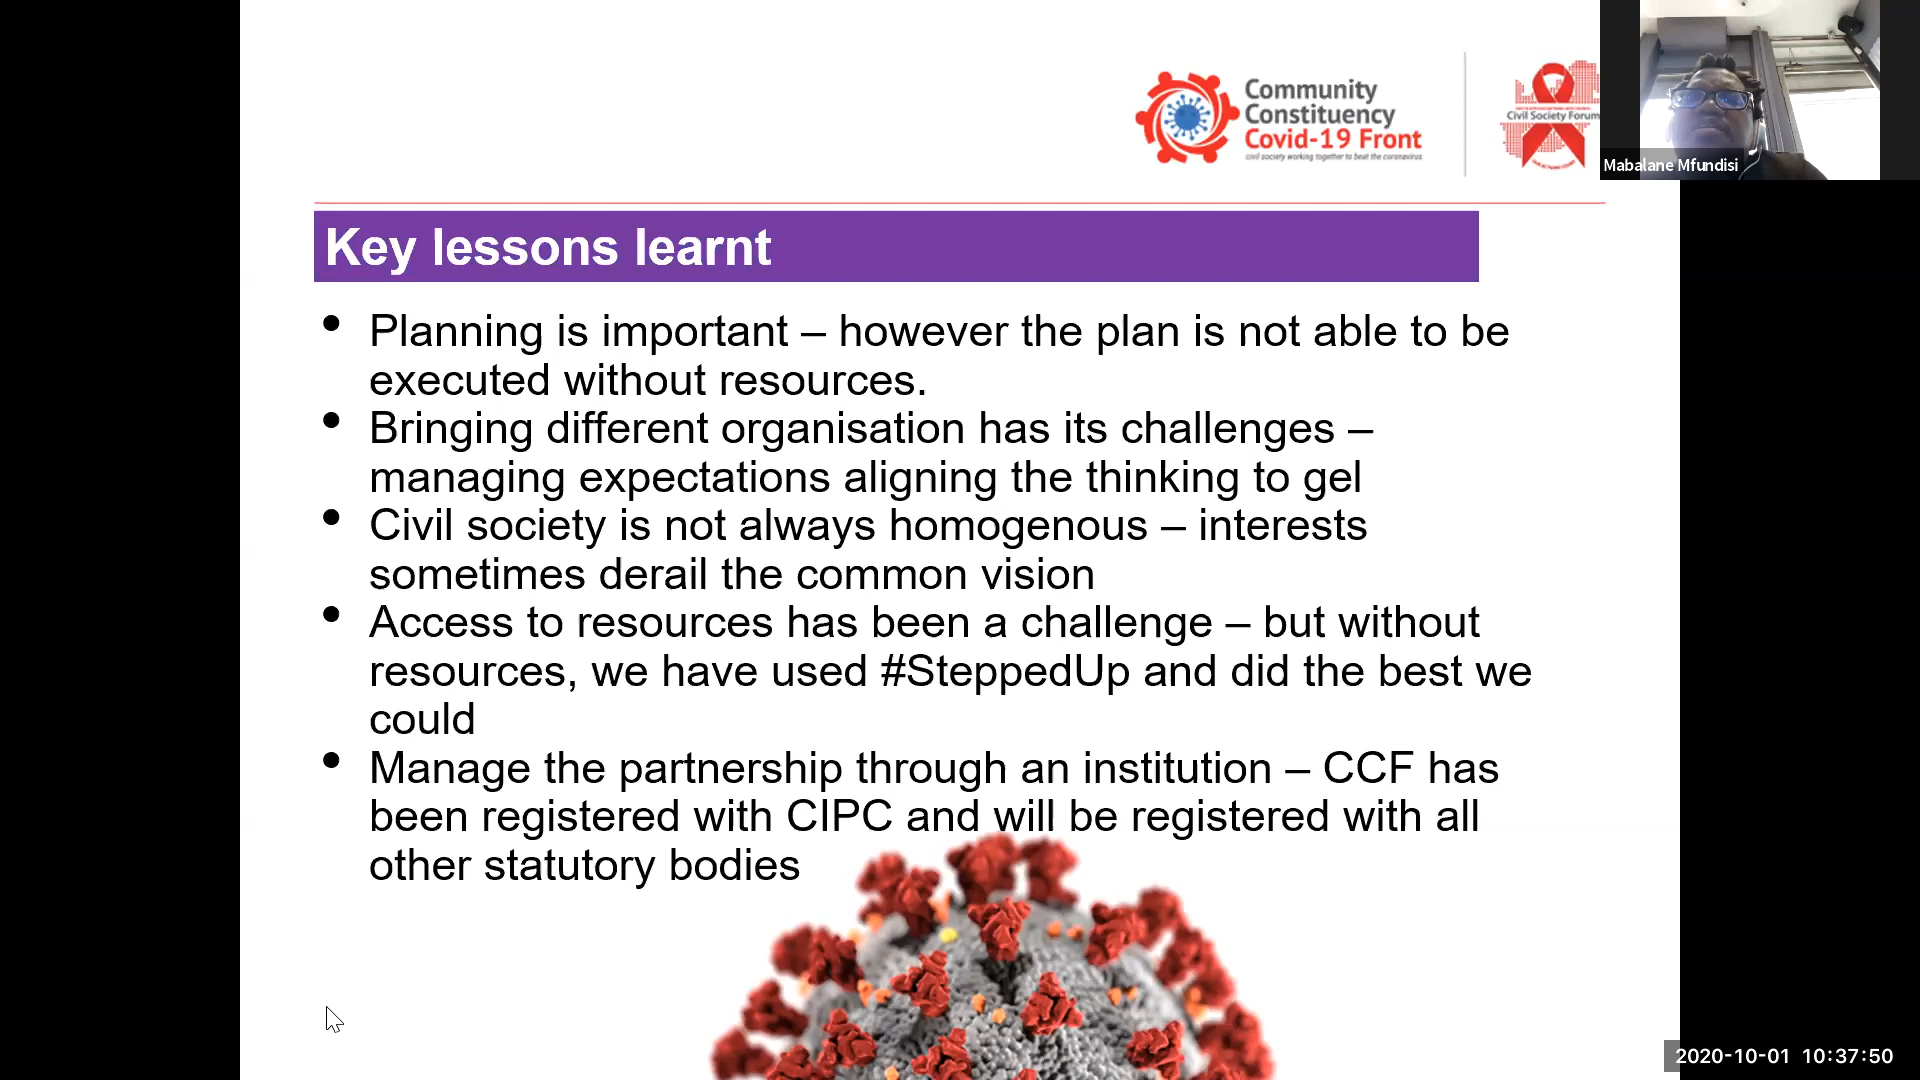 Community
Constituency
Covid-19 Front
civil society working together to beat the coronavirus
Civil Society Forum
Mabalane Mfundisi
Key lessons learnt
• Planning is important – however the plan is not able to be
executed without resources.
• Bringing different organisation has its challenges –
managing expectations aligning the thinking to gel
• Civil society is not always homogenous – interests
sometimes derail the common vision
• Access to resources has been a challenge – but without
resources, we have used #SteppedUp and did the best we
could
• Manage the partnership through an institution – CCF has
been registered with CIPC and will be registered with all
other statutory bodies
2020-10-01 10:37:50